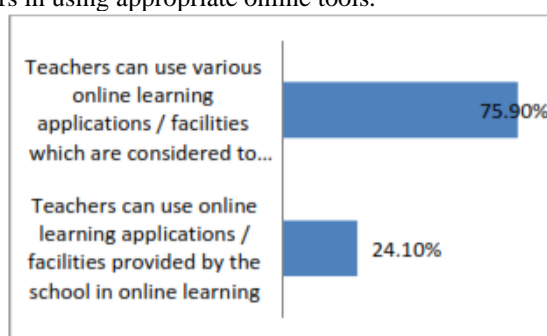 rs in using appropriate online tools.
Teachers can use various
online learning
applications / facilities
which are considered to...
75.90%
Teachers can use online
learning applications /
facilities provided by the
school in online learning
24.10%